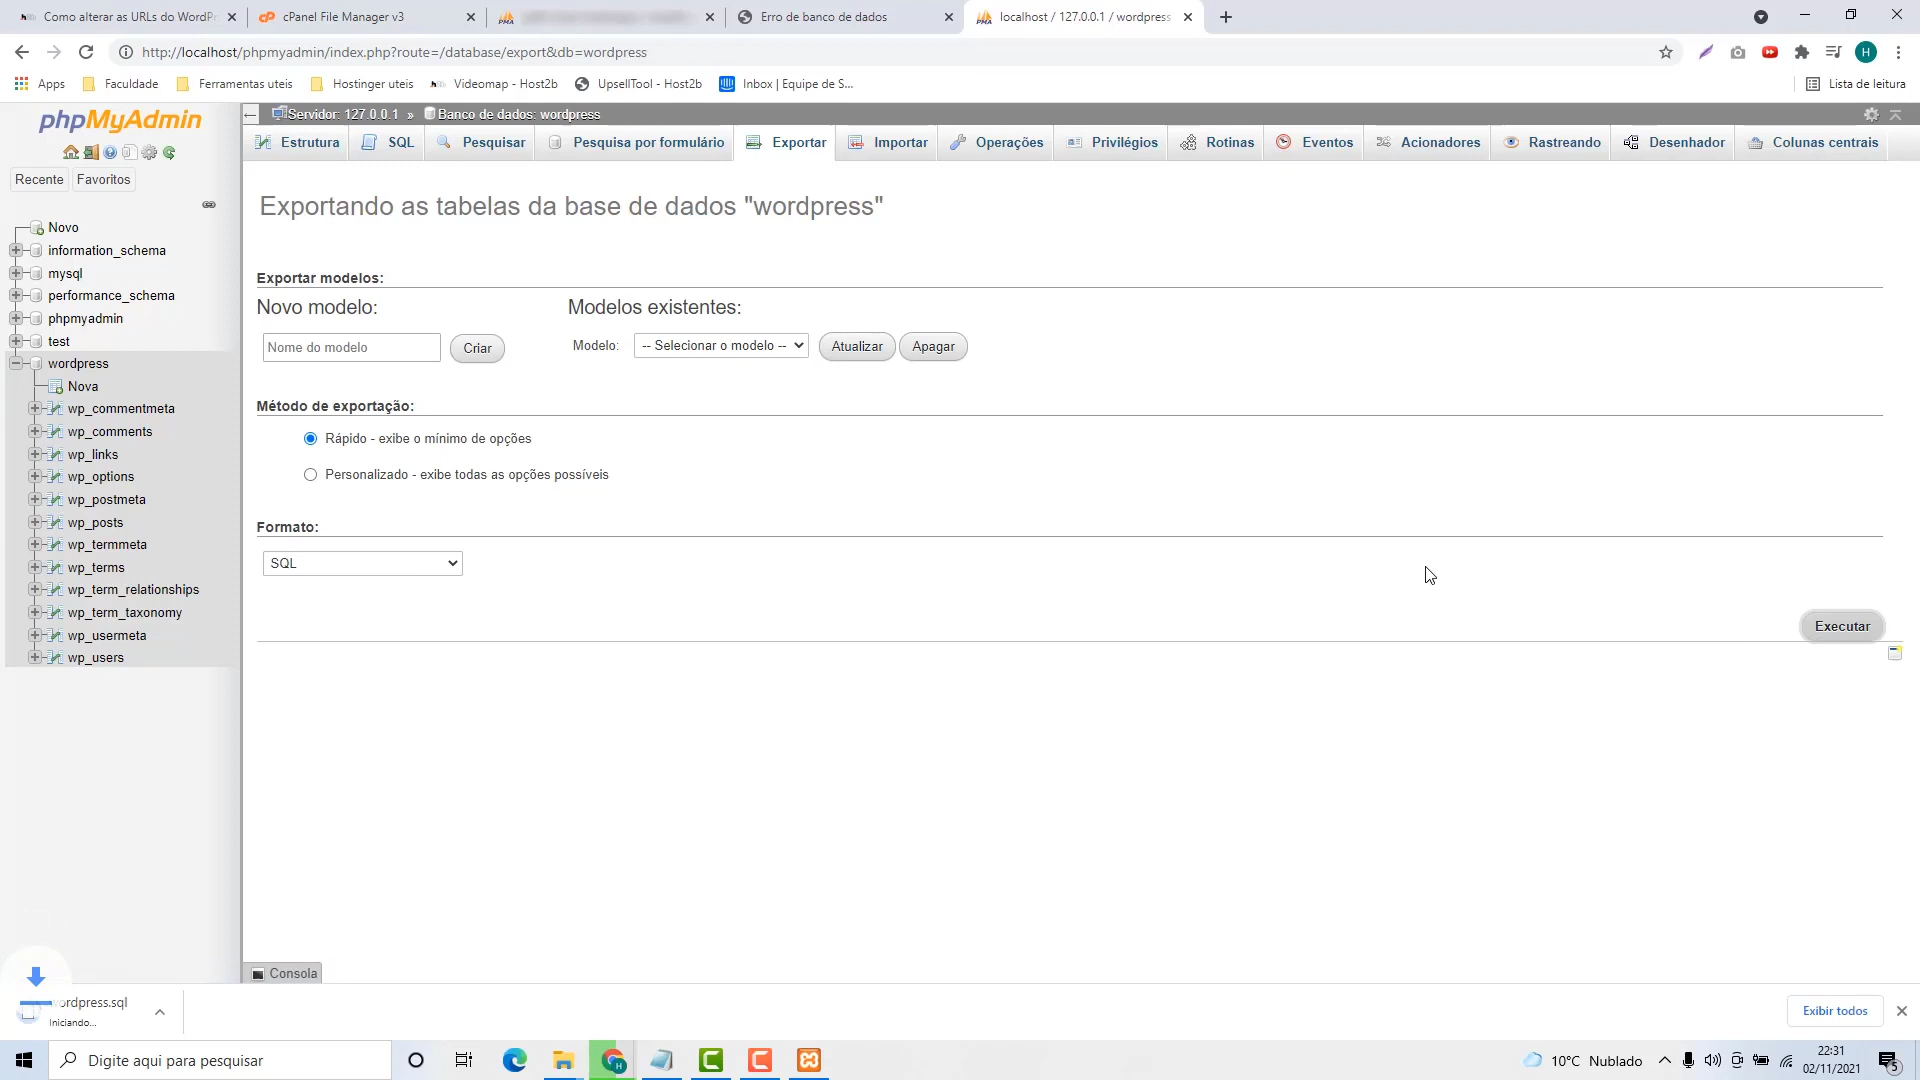 Como alterar as URLs do WordPr
cPanel File Manager v3
Erro de banco de dados
localhost / 127.0.0.1 / wordpress
http://localhost/phpmyadmin/index.php?route=/database/export&db=wordpress
H
Apps
Faculdade
Ferramentas uteis
Hostinger uteis
Videomap - Host2b
UpsellTool - Host2b
Inbox | Equipe de S...
Lista de leitura
phpMyAdmin
Servidor: 127.0.0.1 » Banco de dados: wordpress
Estrutura
SQL
Pesquisar
Pesquisa por formulário
Exportar
Importar
Operações
Privilégios
Rotinas
Eventos
Acionadores
Rastreando
Desenhador
Colunas centrais
Recente
Favoritos
Novo
information_schema
mysql
performance_schema
phpmyadmin
test
wordpress
Nova
wp_commentmeta
wp_comments
wp_links
wp_options
wp_postmeta
wp_posts
wp_termmeta
wp_terms
wp_term_relationships
wp_term_taxonomy
wp_usermeta
wp_users
Exportando as tabelas da base de dados "wordpress"
Exportar modelos:
Novo modelo:
Nome do modelo
Criar
Modelos existentes:
Modelo:
-- Selecionar o modelo --
Atualizar
Apagar
Método de exportação:
Rápido - exibe o mínimo de opções
Personalizado - exibe todas as opções possíveis
Formato:
SQL
Executar
Consola
wordpress.sql
Iniciando...
Exibir todos
Digite aqui para pesquisar
10°C Nublado
22:31
02/11/2021
5